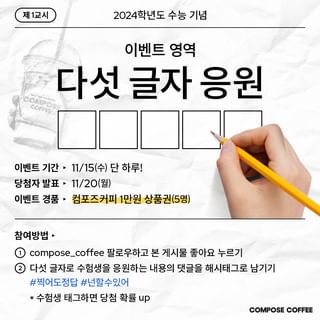 제 1교시
2024학년도 수능 기념
이벤트 영역
다섯 글자 응원
COMPOSE
COFFEE
이벤트 기간 ▸ 11/15(수) 단 하루!
당첨자 발표 ▸ 11/20(월)
이벤트 경품 ▸ 컴포즈커피 1만원 상품권(5명)
참여방법 ▸
① compose_coffee 팔로우하고 본 게시물 좋아요 누르기
② 다섯 글자로 수험생을 응원하는 내용의 댓글을 해시태그로 남기기
#찍어도정답 #넌할수있어
* 수험생 태그하면 당첨 확률 up
COMPOSE COFFEE